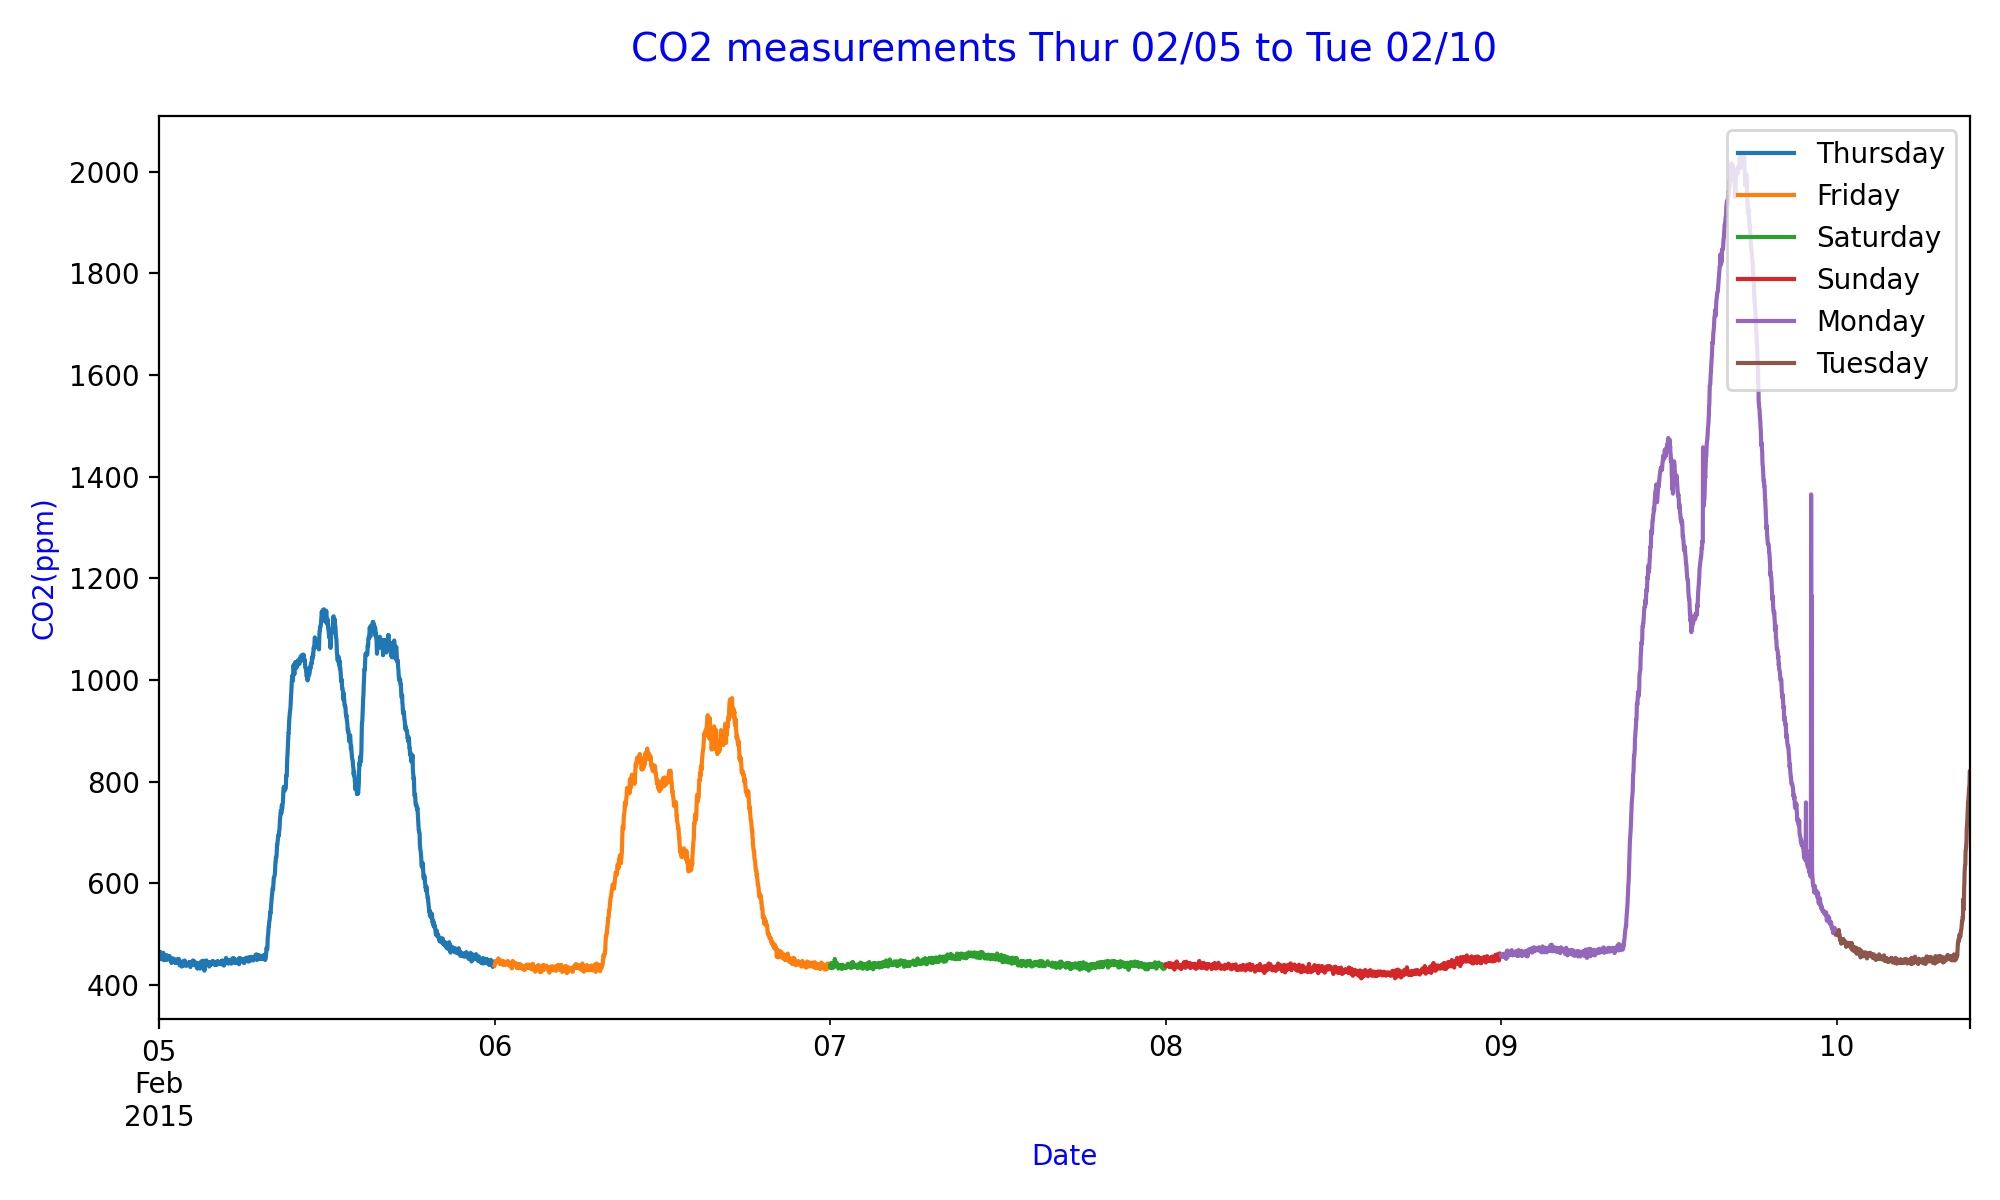 CO2 measurements Thur 02/05 to Tue 02/10
CO2(ppm)
2000
1800
1600
1400
1200
1000
800
600
400
Thursday
Friday
Saturday
Sunday
Monday
Tuesday
05
Feb
2015
06
07
08
09
10
Date